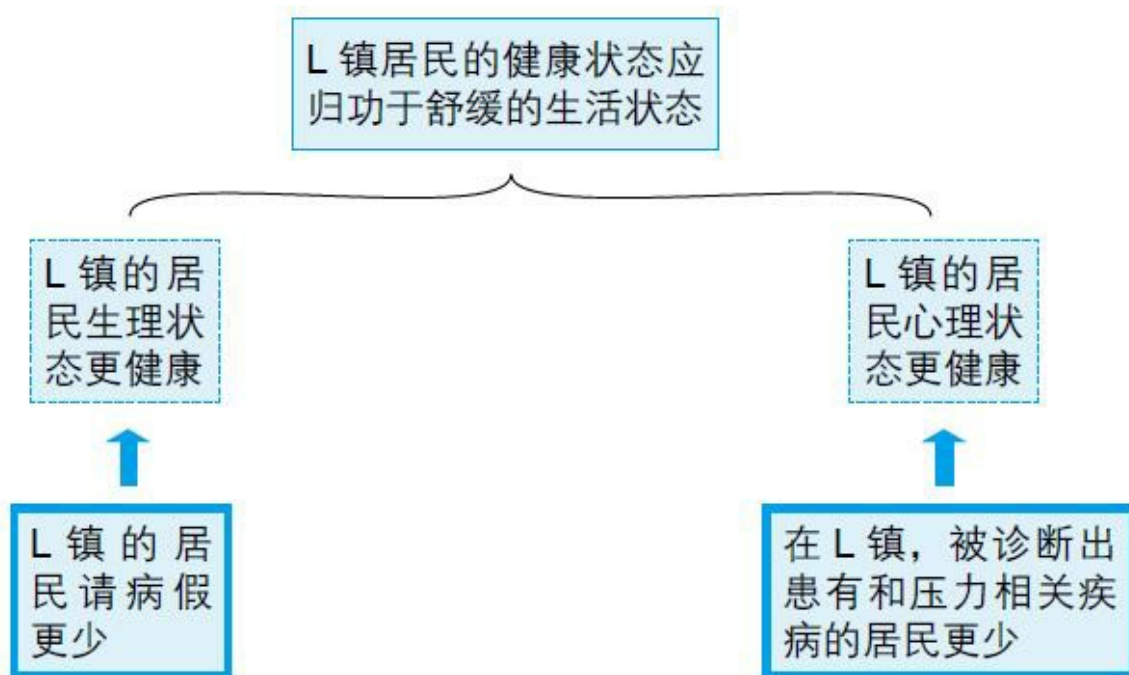 L 镇居民的健康状态应
归功于舒缓的生活状态
L 镇的居
民生理状
态更健康
L 镇的居
民心理状
态更健康
L 镇的居
民请病假
更少
在 L 镇，被诊断出
患有和压力相关疾
病的居民更少